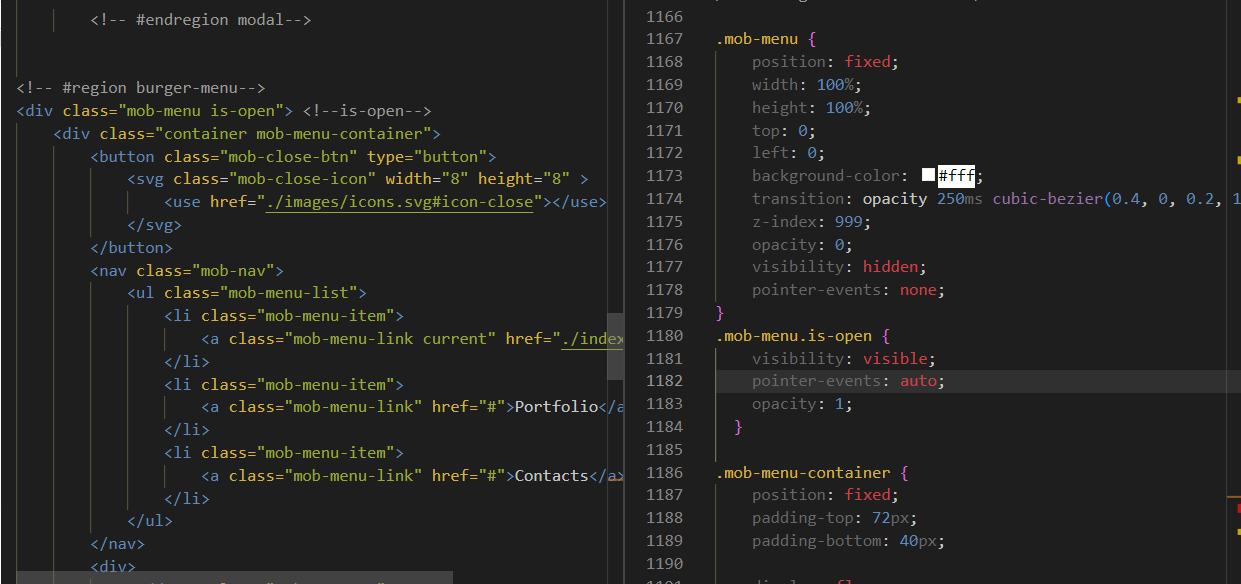 <!-- #endregion modal-->
<!-- #region burger-menu-->
<div class="mob-menu is-open"> <!--is-open-->
<div class="container mob-menu-container">
<button class="mob-close-btn" type="button">
<svg class="mob-close-icon" width="8" height="8" >
<use href="./images/icons.svg#icon-close"></use>
</svg>
</button>
<nav class="mob-nav">
<ul class="mob-menu-list">
<li class="mob-menu-item">
<a class="mob-menu-link current" href="./index
</li>
<li class="mob-menu-item">
<a class="mob-menu-link" href="#">Portfolio</a
</li>
<li class="mob-menu-item">
<a class="mob-menu-link" href="#">Contacts</a>
</li>
</ul>
</nav>
<div>
1166
1167 .mob-menu {
1168 position: fixed;
1169 width: 100%;
1170 height: 100%;
1171 top: 0;
1172 left: 0;
1173 background-color: #fff;
1174 transition: opacity 250ms cubic-bezier(0.4, 0, 0.2, 1
1175 z-index: 999;
1176 opacity: 0;
1177 visibility: hidden;
1178 pointer-events: none;
1179 }
1180 .mob-menu.is-open {
1181 visibility: visible;
1182 pointer-events: auto;
1183 opacity: 1;
1184 }
1185
1186 .mob-menu-container {
1187 position: fixed;
1188 padding-top: 72px;
1189 padding-bottom: 40px;
1190